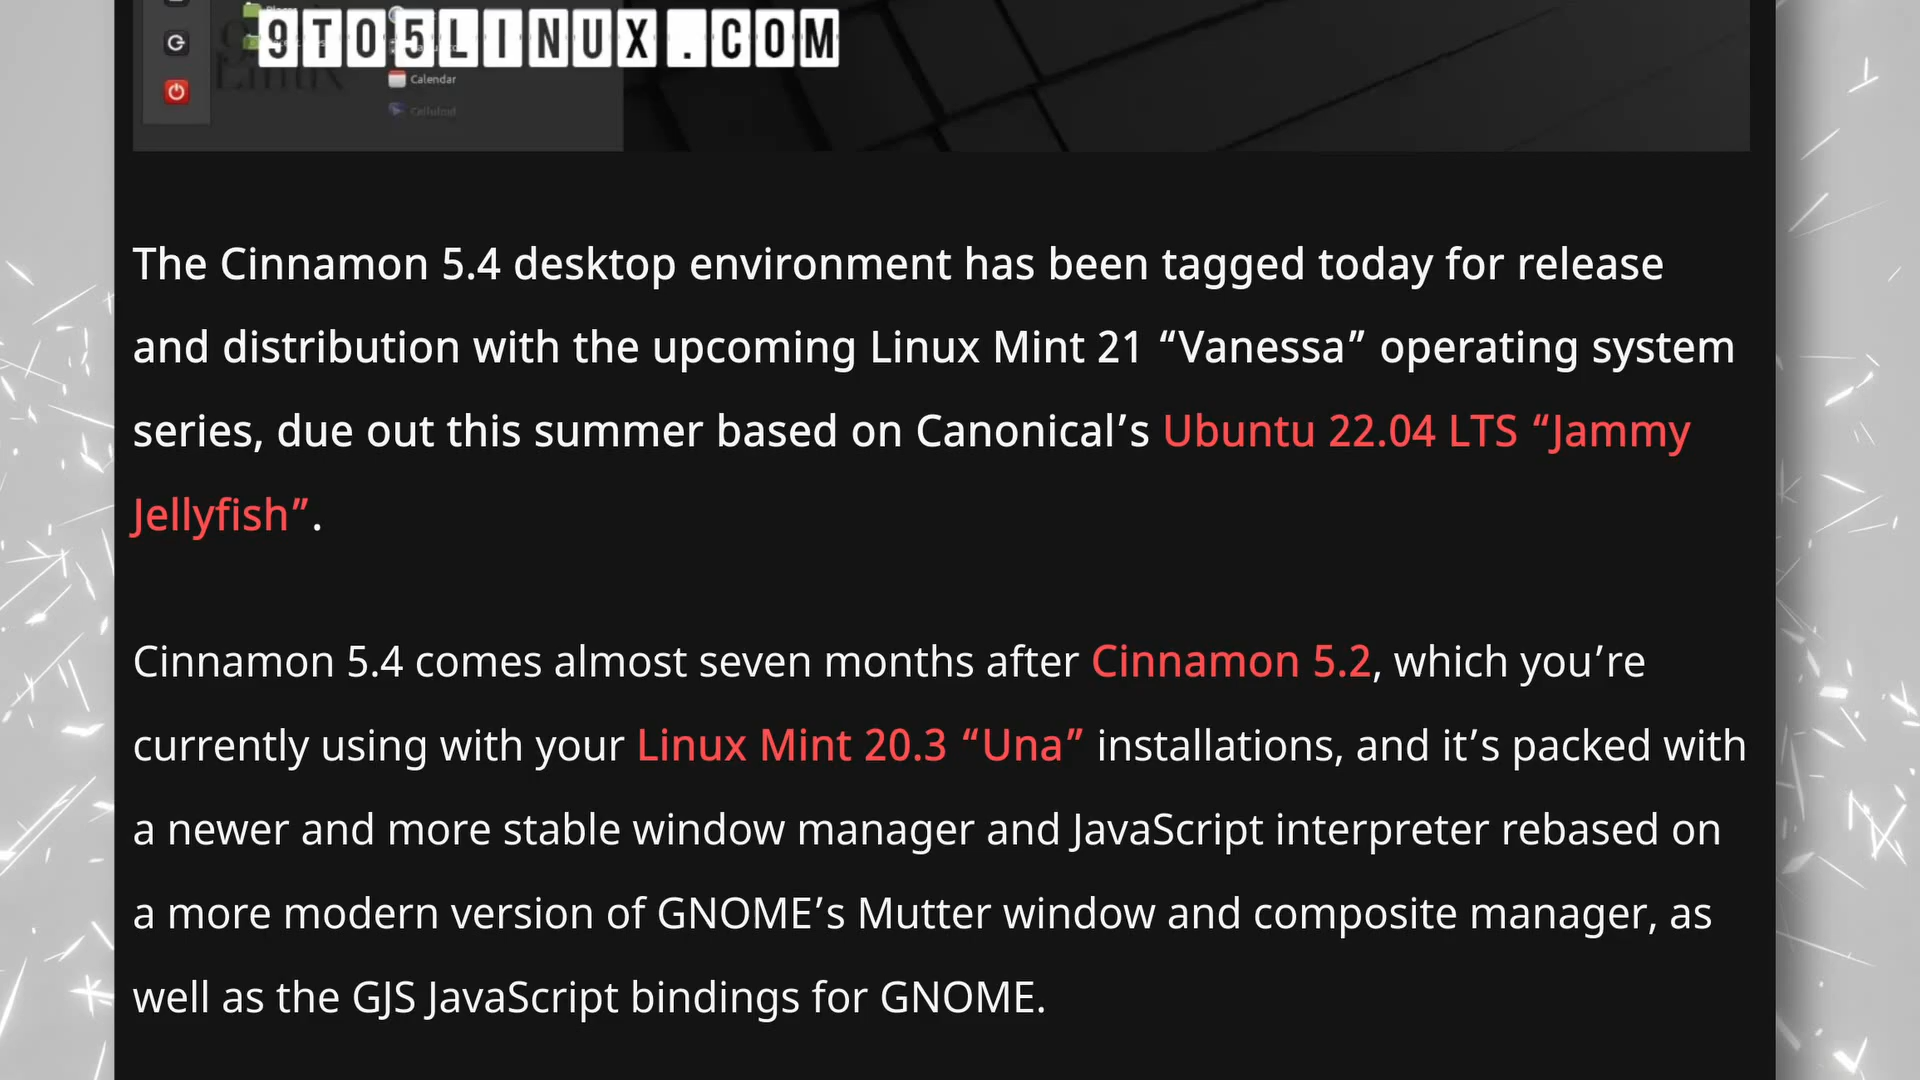 9TO5LINUX.COM
Calendar
Celluloid
The Cinnamon 5.4 desktop environment has been tagged today for release
and distribution with the upcoming Linux Mint 21 “Vanessa” operating system
series, due out this summer based on Canonical’s Ubuntu 22.04 LTS “Jammy
Jellyfish”.
Cinnamon 5.4 comes almost seven months after Cinnamon 5.2, which you’re
currently using with your Linux Mint 20.3 “Una” installations, and it’s packed with
a newer and more stable window manager and JavaScript interpreter rebased on
a more modern version of GNOME’s Mutter window and composite manager, as
well as the GJS JavaScript bindings for GNOME.